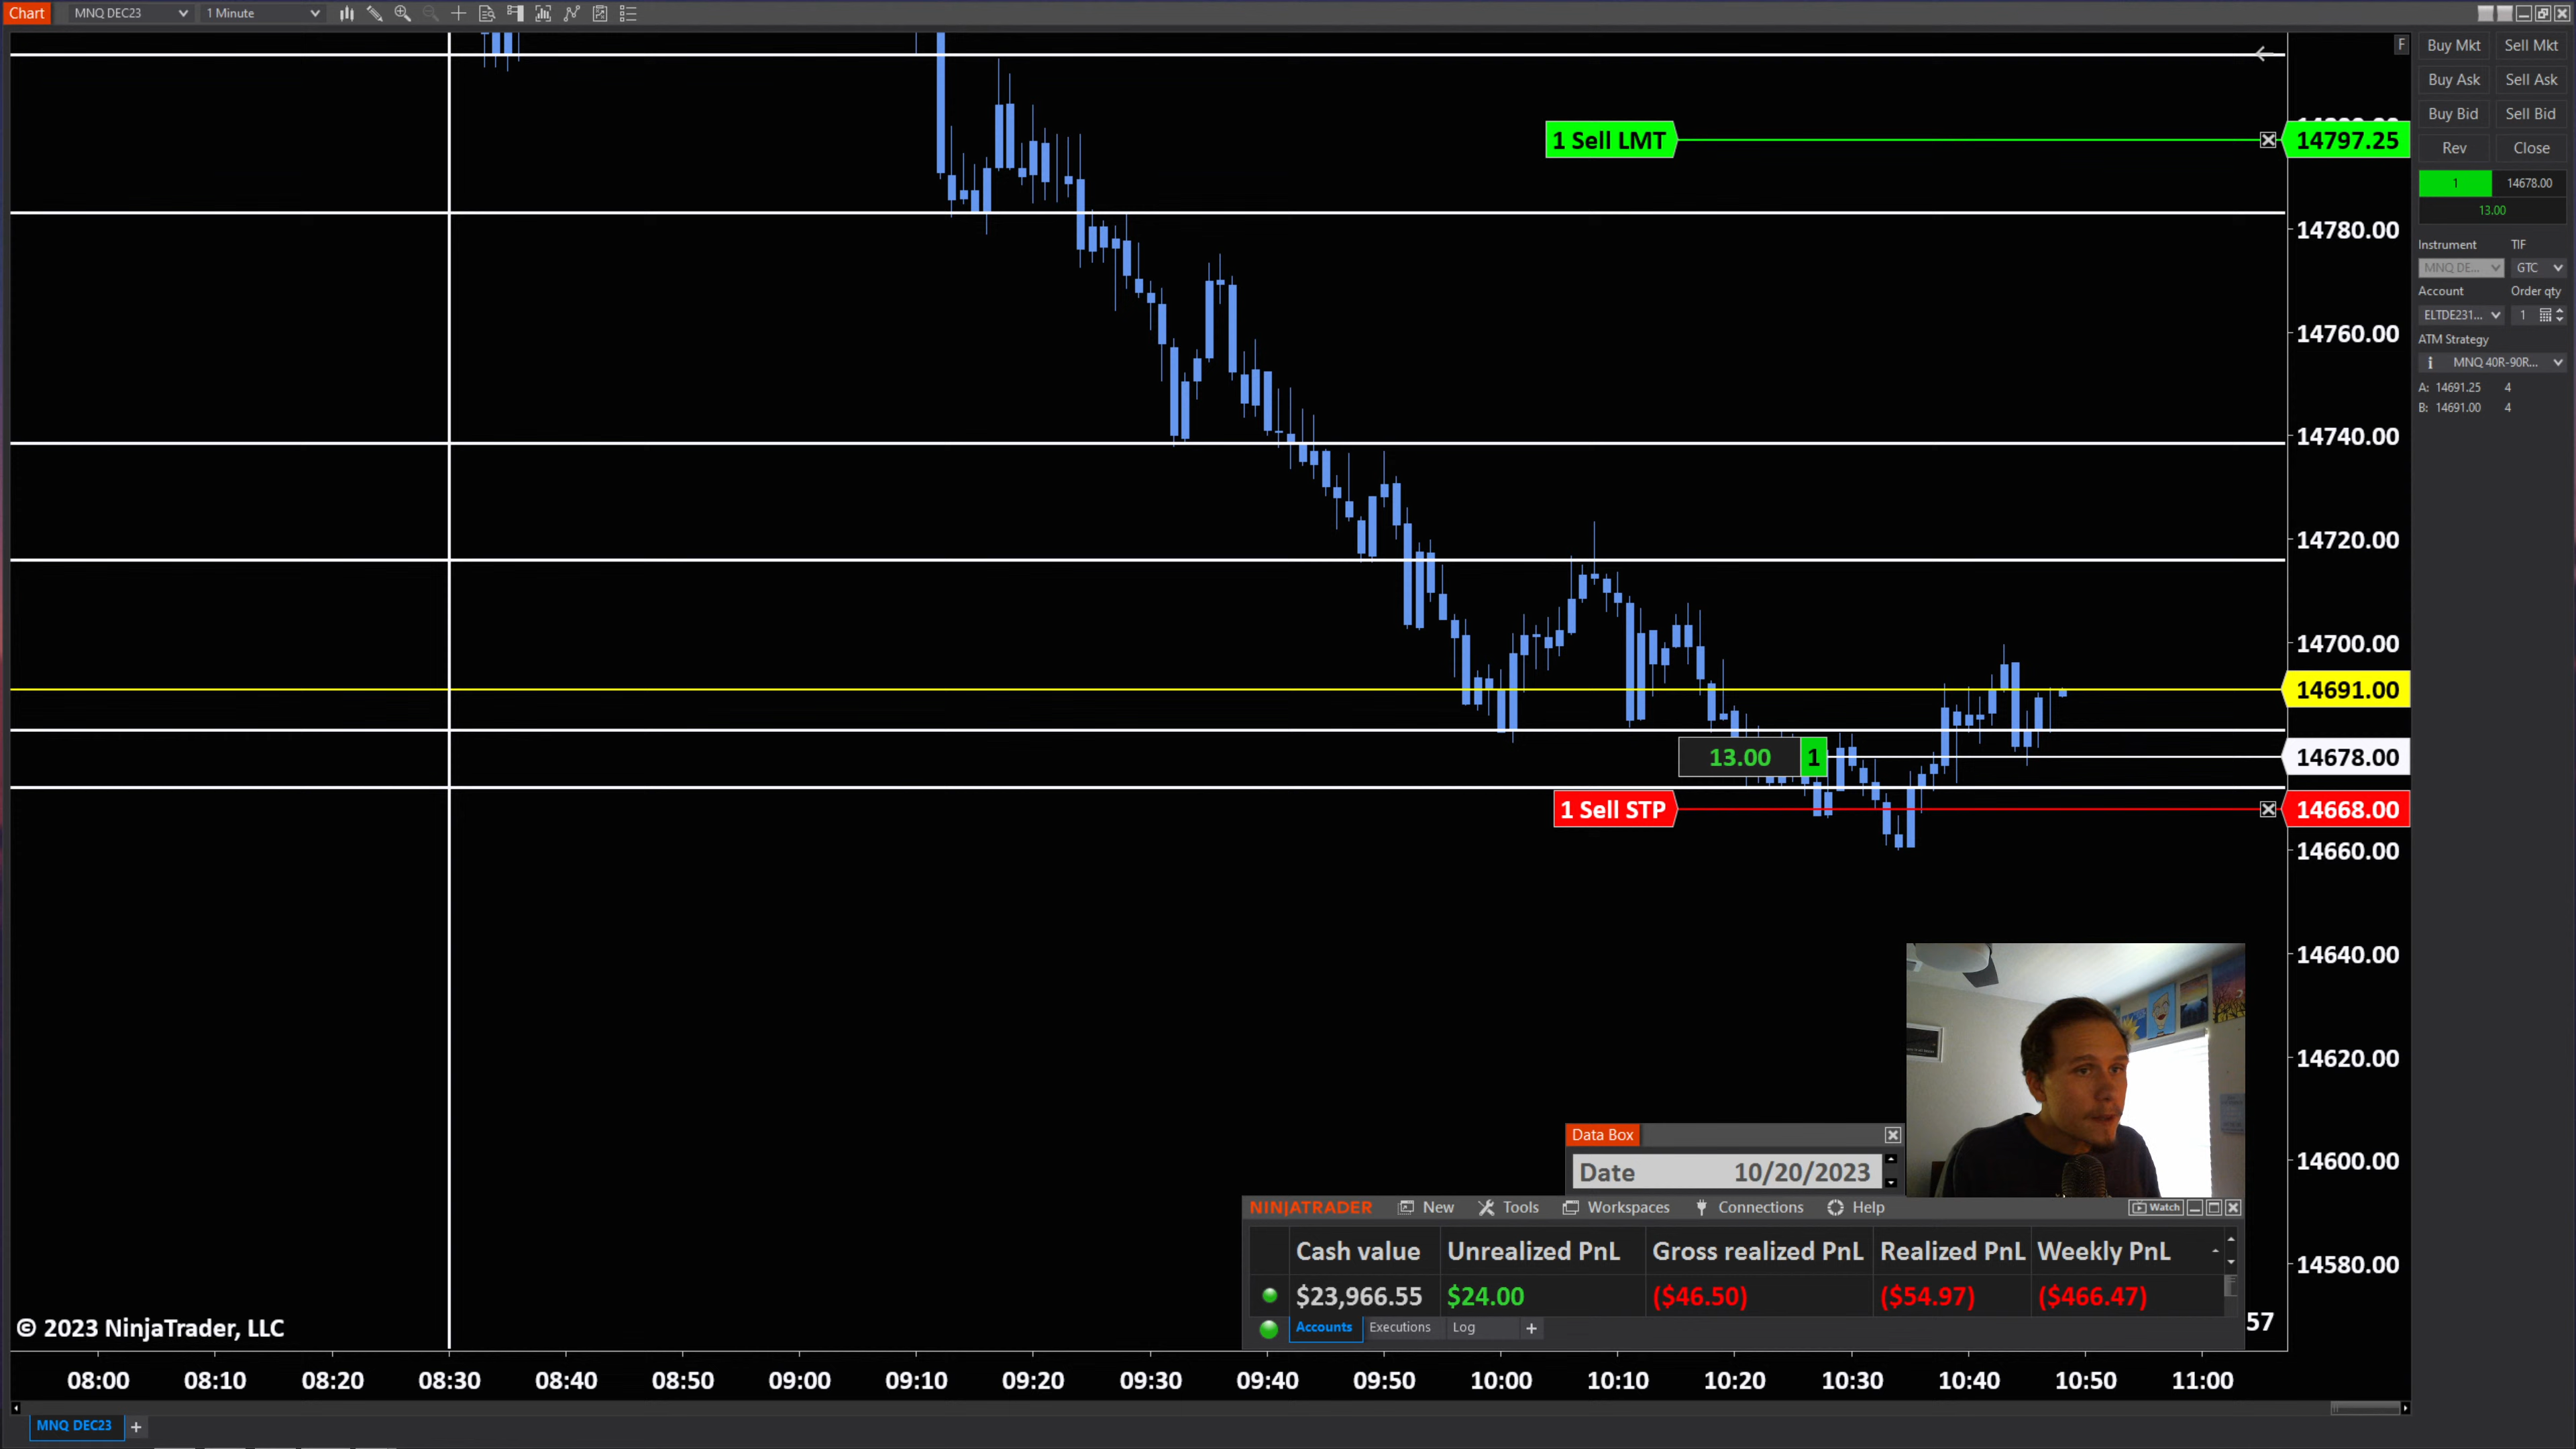 Chart MNQ DEC23 1 Minute
F
Buy Mkt Sell Mkt
Buy Ask Sell Ask
Buy Bid Sell Bid
Rev Close
1 14678.00
13.00
Instrument TIF
MNQ DE... GTC
Account Order qty
ELTDE231... 1
ATM Strategy
i MNQ 40R-90R...
A: 14691.25 4
B: 14691.00 4
1 Sell LMT 14797.25
14780.00
14760.00
14740.00
14720.00
14700.00
14691.00
13.00 1 14678.00
1 Sell STP 14668.00
14660.00
14640.00
14620.00
14600.00
14580.00
Data Box
Date 10/20/2023
NINJATRADER New Tools Workspaces Connections Help Watch
Cash value Unrealized PnL Gross realized PnL Realized PnL Weekly PnL
$23,966.55 $24.00 ($46.50) ($54.97) ($466.47)
Accounts Executions Log +
57
© 2023 NinjaTrader, LLC
08:00 08:10 08:20 08:30 08:40 08:50 09:00 09:10 09:20 09:30 09:40 09:50 10:00 10:10 10:20 10:30 10:40 10:50 11:00
MNQ DEC23 +